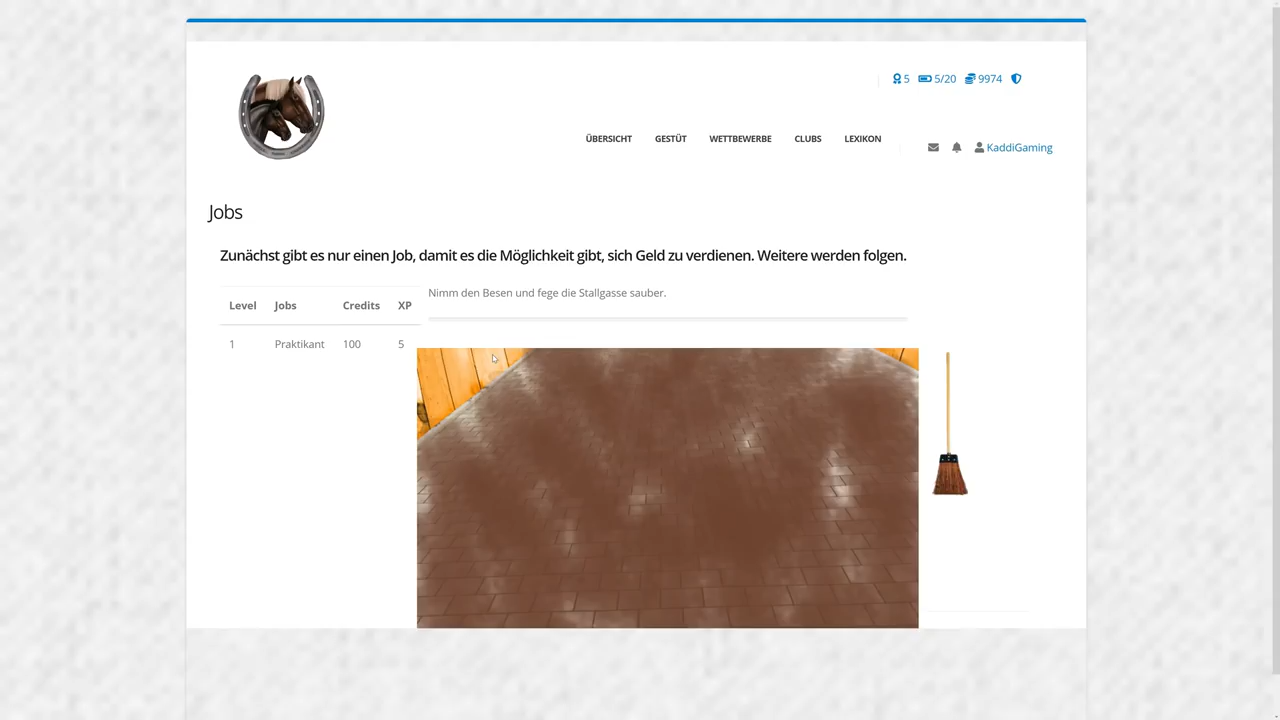 5 5/20 9974
ÜBERSICHT GESTÜT WETTBEWERBE CLUBS LEXIKON
KaddiGaming
Jobs
Zunächst gibt es nur einen Job, damit es die Möglichkeit gibt, sich Geld zu verdienen. Weitere werden folgen.
Nimm den Besen und fege die Stallgasse sauber.
Level Jobs Credits XP
1 Praktikant 100 5